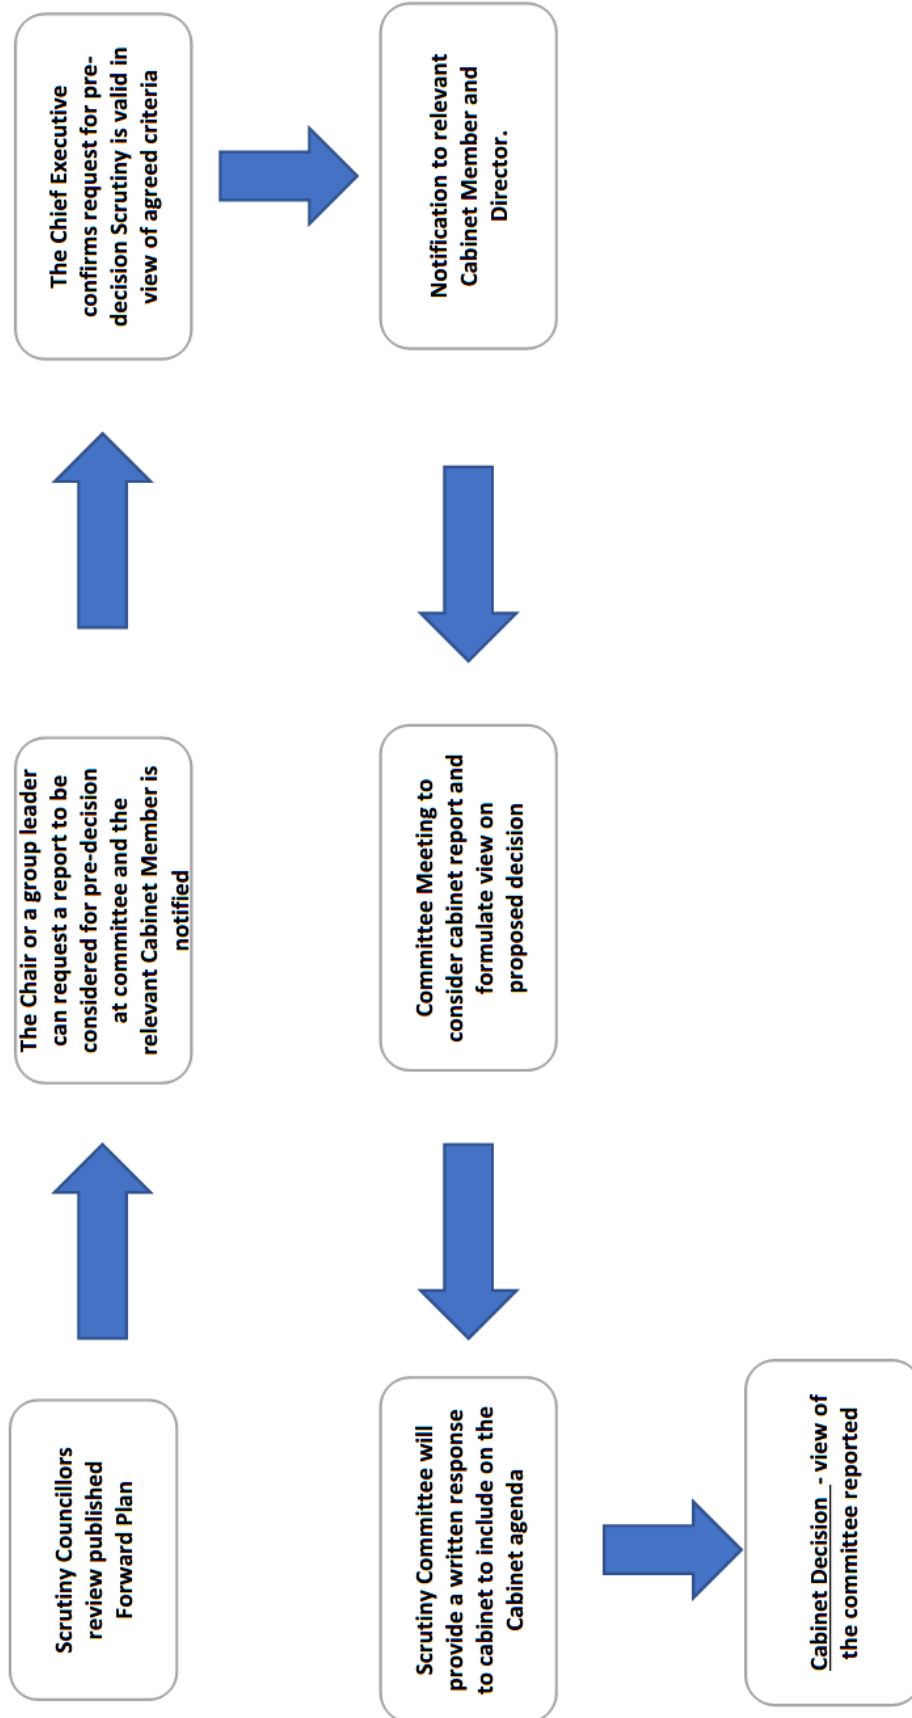 Scrutiny Councillors
review published
Forward Plan
The Chair or a group leader
can request a report to be
considered for pre-decision
at committee and the
relevant Cabinet Member is
notified
The Chief Executive
confirms request for pre-
decision Scrutiny is valid in
view of agreed criteria
Notification to relevant
Cabinet Member and
Director.
Committee Meeting to
consider cabinet report and
formulate view on
proposed decision
Scrutiny Committee will
provide a written response
to cabinet to include on the
Cabinet agenda
Cabinet Decision - view of
the committee reported